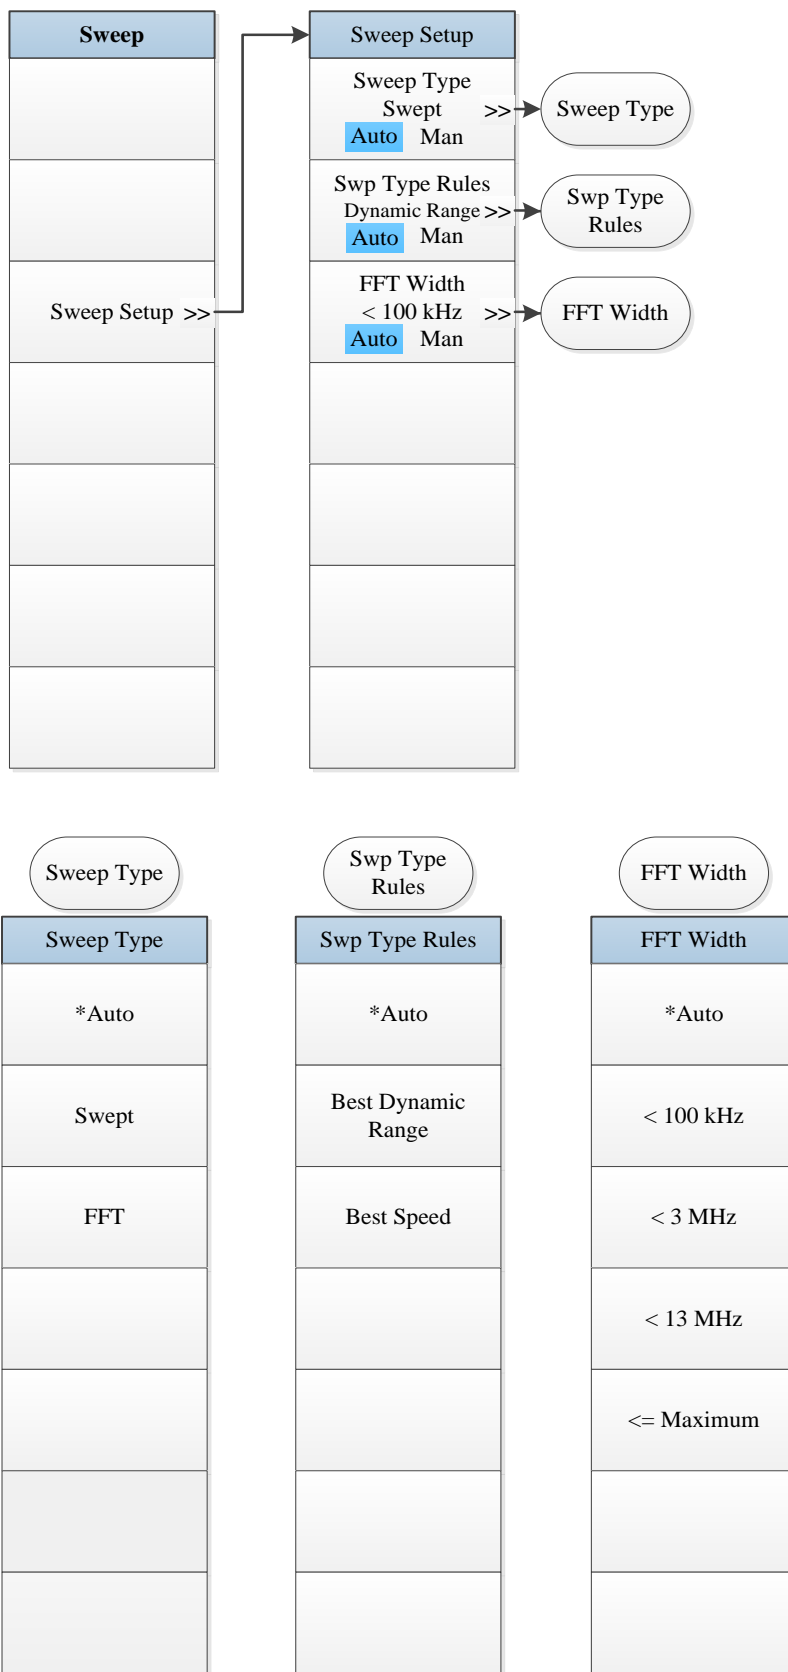 Sweep
Sweep Setup >>
Sweep Setup
Sweep Type
Swept >>
Auto Man
Swp Type Rules
Dynamic Range >>
Auto Man
FFT Width
< 100 kHz >>
Auto Man
Sweep Type
Swp Type
Rules
FFT Width
Sweep Type
Sweep Type
*Auto
Swept
FFT
Swp Type
Rules
Swp Type Rules
*Auto
Best Dynamic
Range
Best Speed
FFT Width
FFT Width
*Auto
< 100 kHz
< 3 MHz
< 13 MHz
<= Maximum